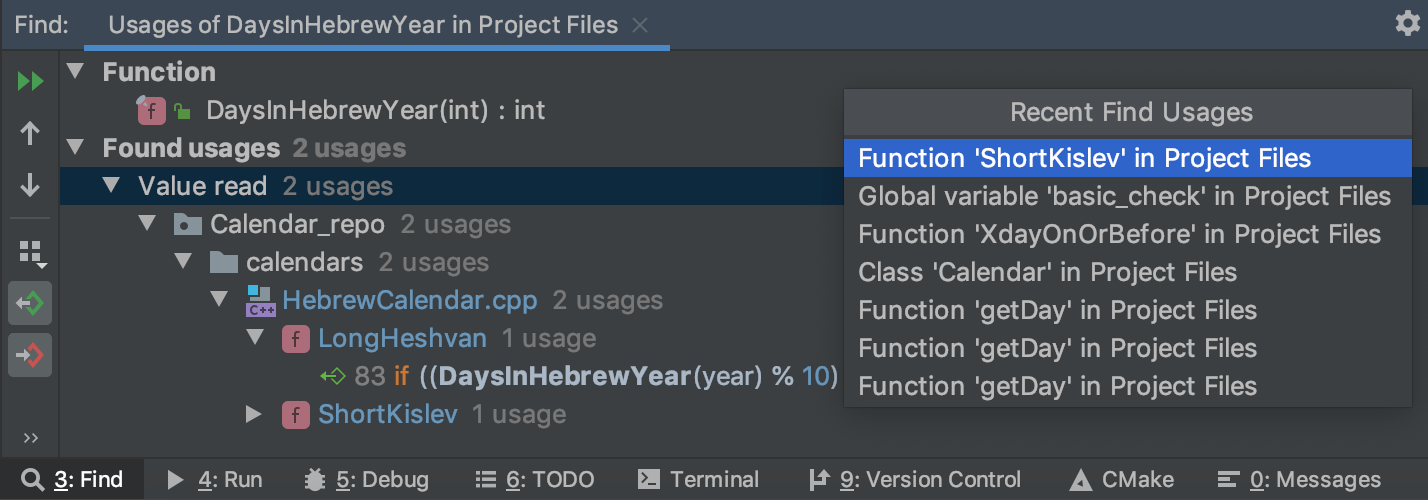 Find: Usages of DaysInHebrewYear in Project Files
Function
f DaysInHebrewYear(int) : int
Found usages 2 usages
Value read 2 usages
Calendar_repo 2 usages
calendars 2 usages
C++ HebrewCalendar.cpp 2 usages
f LongHeshvan 1 usage
83 if ((DaysInHebrewYear(year) % 10)
f ShortKislev 1 usage
Recent Find Usages
Function 'ShortKislev' in Project Files
Global variable 'basic_check' in Project Files
Function 'XdayOnOrBefore' in Project Files
Class 'Calendar' in Project Files
Function 'getDay' in Project Files
Function 'getDay' in Project Files
Function 'getDay' in Project Files
3: Find 4: Run 5: Debug 6: TODO Terminal 9: Version Control CMake 0: Messages